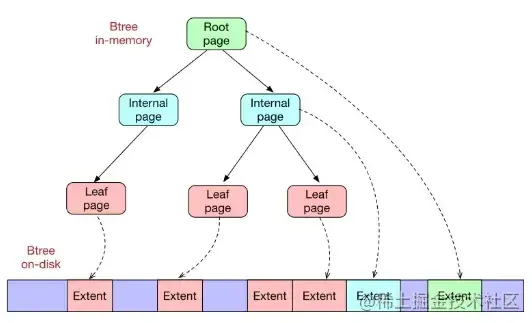 Btree
in-memory
Root
page
Internal
page
Internal
page
Leaf
page
Leaf
page
Leaf
page
Btree
on-disk
Extent
Extent
Extent
Extent
Extent
Extent
@稀土掘金技术社区